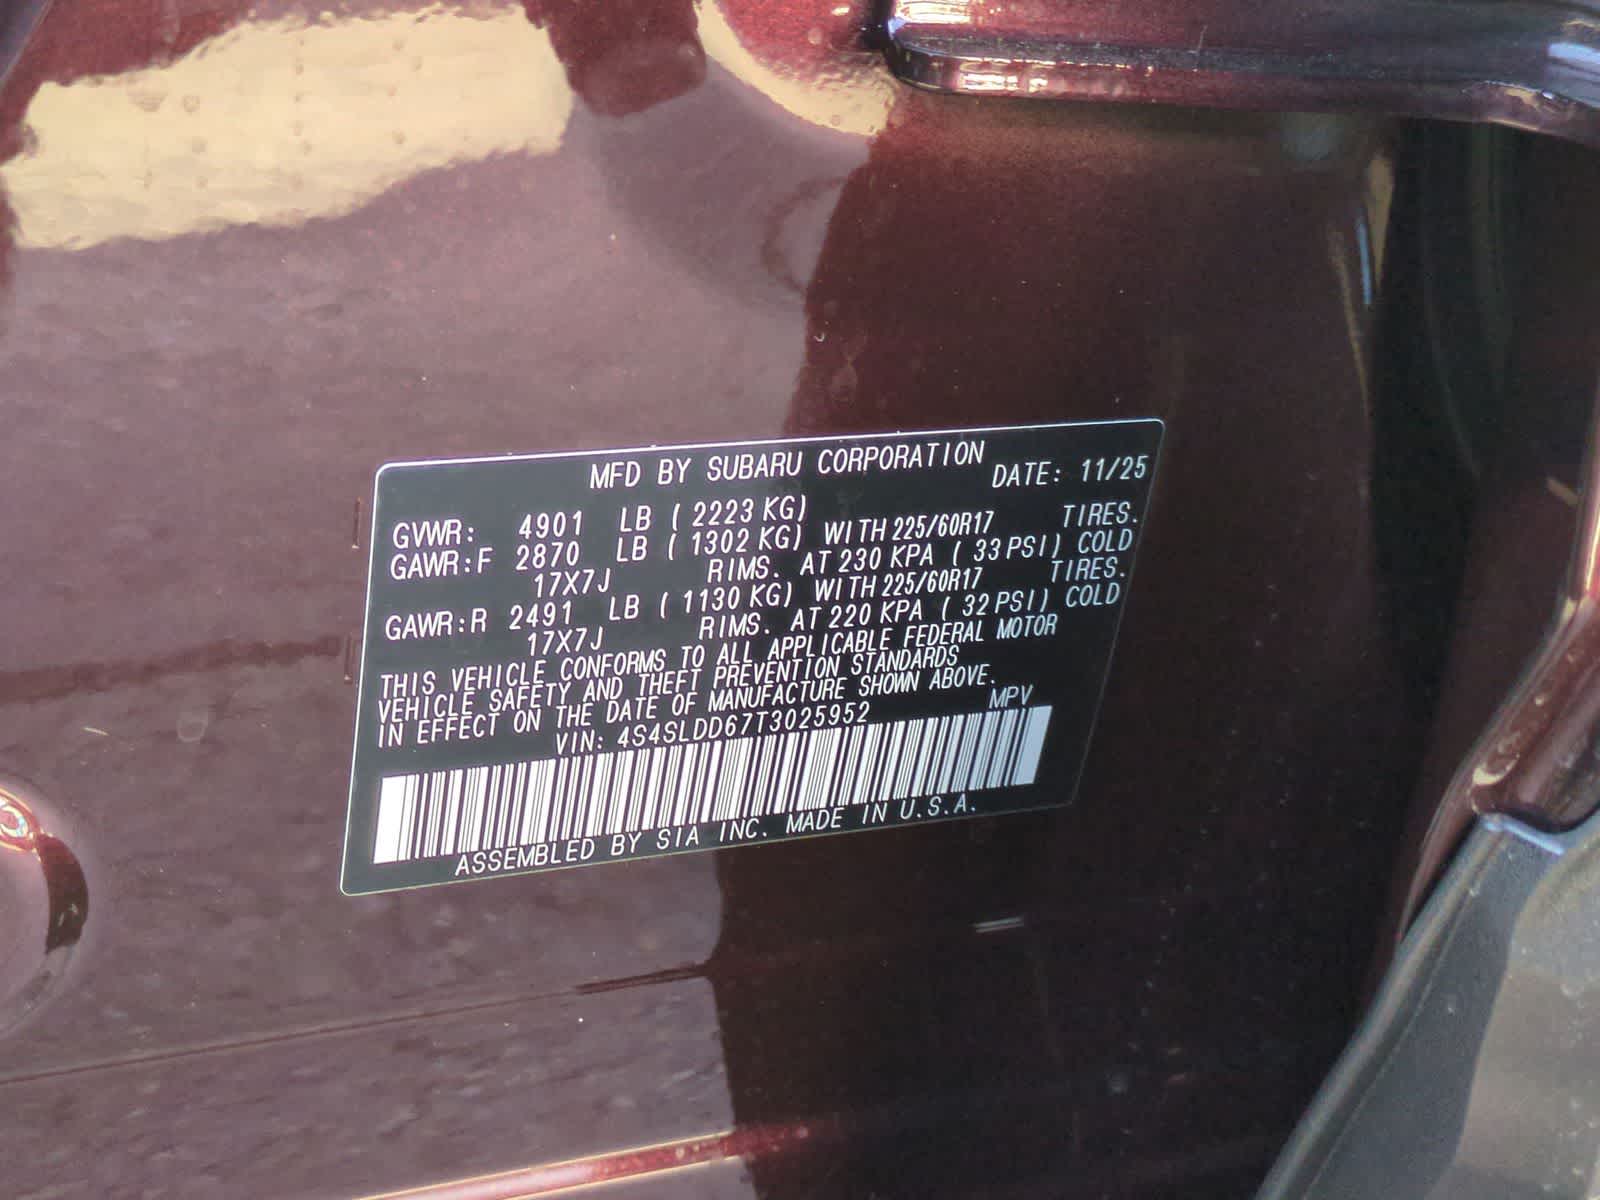 MFD BY SUBARU CORPORATION DATE: 11/25
GVWR: 4901 LB ( 2223 KG)
GAWR:F 2870 LB ( 1302 KG) WITH 225/60R17 TIRES.
17X7J RIMS. AT 230 KPA ( 33 PSI) COLD
GAWR:R 2491 LB ( 1130 KG) WITH 225/60R17 TIRES.
17X7J RIMS. AT 220 KPA ( 32 PSI) COLD
THIS VEHICLE CONFORMS TO ALL APPLICABLE FEDERAL MOTOR
VEHICLE SAFETY AND THEFT PREVENTION STANDARDS
IN EFFECT ON THE DATE OF MANUFACTURE SHOWN ABOVE.
VIN: 4S4SLDD67T3025952 MPV
ASSEMBLED BY SIA INC. MADE IN U.S.A.